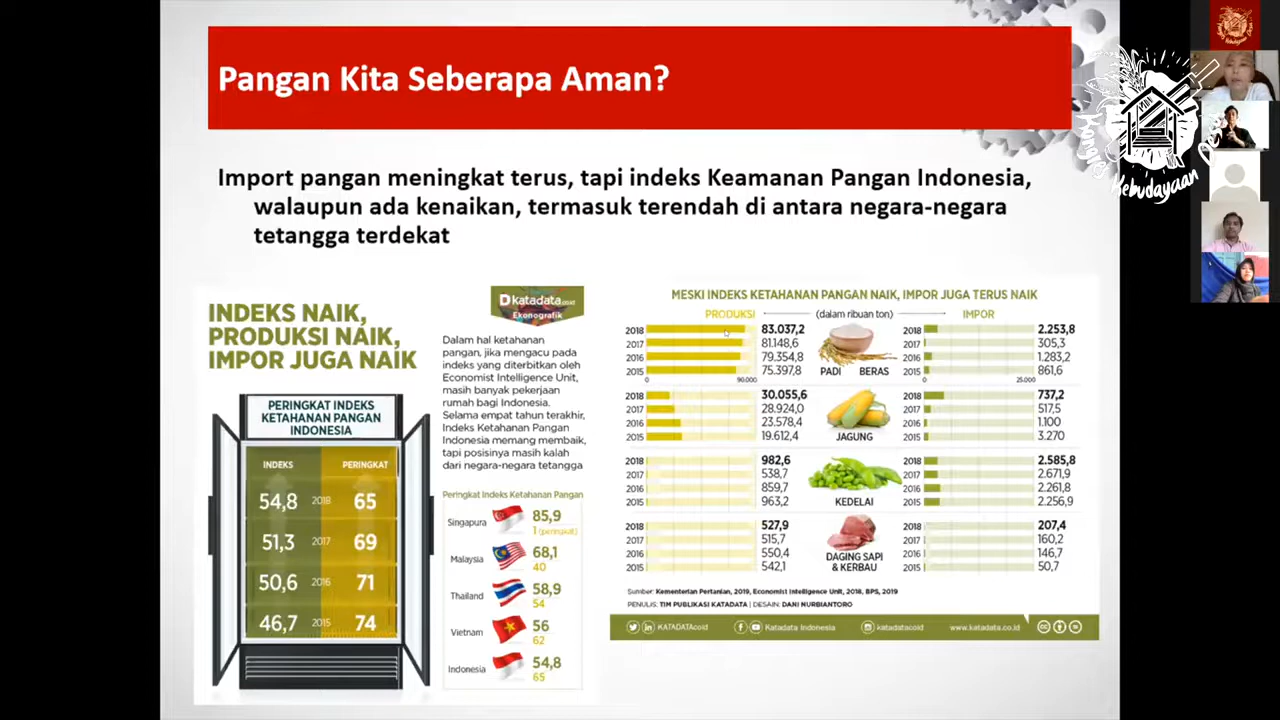 Pangan Kita Seberapa Aman?
Import pangan meningkat terus, tapi indeks Keamanan Pangan Indonesia,
walaupun ada kenaikan, termasuk terendah di antara negara-negara
tetangga terdekat
INDEKS NAIK,
PRODUKSI NAIK,
IMPOR JUGA NAIK
PERINGKAT INDEKS
KETAHANAN PANGAN
INDONESIA
INDEKS PERINGKAT
54,8 2018 65
51,3 2017 69
50,6 2016 71
46,7 2015 74
Dkatadata.co.id
Ekonografik
Dalam hal ketahanan
pangan, jika mengacu pada
indeks yang diterbitkan oleh
Economist Intelligence Unit,
masih banyak pekerjaan
rumah bagi Indonesia.
Selama empat tahun terakhir,
Indeks Ketahanan Pangan
Indonesia memang membaik,
tapi posisinya masih kalah
dari negara-negara tetangga
Peringkat Indeks Ketahanan Pangan
Singapura 85,9
1 (peringkat)
Malaysia 68,1
40
Thailand 58,9
54
Vietnam 56
62
Indonesia 54,8
65
MESKI INDEKS KETAHANAN PANGAN NAIK, IMPOR JUGA TERUS NAIK
PRODUKSI (dalam ribuan ton) IMPOR
2018 83.037,2 2018 2.253,8
2017 81.148,6 2017 305,3
2016 79.354,8 2016 1.283,2
2015 75.397,8 PADI BERAS 2015 861,6
0 90.000 0 25.000
2018 30.055,6 2018 737,2
2017 28.924,0 2017 517,5
2016 23.578,4 2016 1.100
2015 19.612,4 JAGUNG 2015 3.270
2018 982,6 2018 2.585,8
2017 538,7 2017 2.671,9
2016 859,7 2016 2.261,8
2015 963,2 KEDELAI 2015 2.256,9
2018 527,9 2018 207,4
2017 515,7 2017 160,2
2016 550,4 DAGING SAPI 2016 146,7
2015 542,1 & KERBAU 2015 50,7
Sumber: Kementerian Pertanian, 2019, Economist Intelligence Unit, 2018, BPS, 2019
PENULIS: TIM PUBLIKASI KATADATA | DESAIN: DANI NURBIANTORO
KATADATAcoid Katadata Indonesia katadatacoid www.katadata.co.id
Kongres Kebudayaan Desa